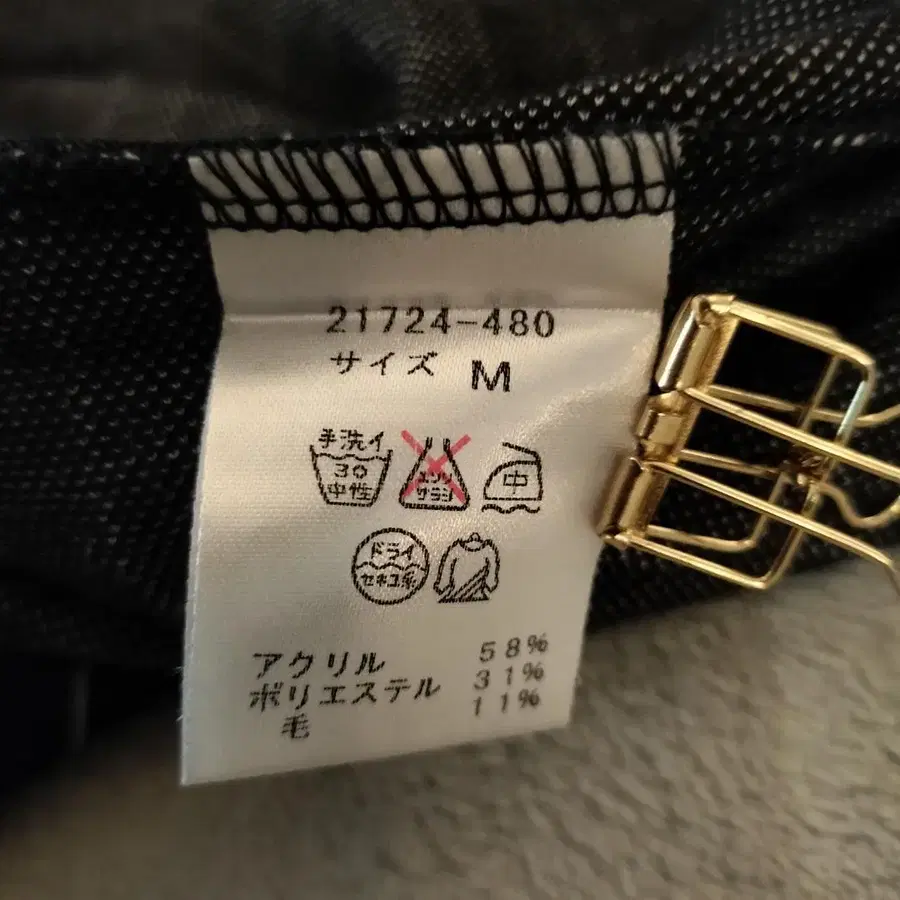 21724-480
サイズ M
手洗イ
30
中性
エンソ
サラシ
中
ドライ
セキユ系
アクリル 58%
ポリエステル 31%
毛 11%